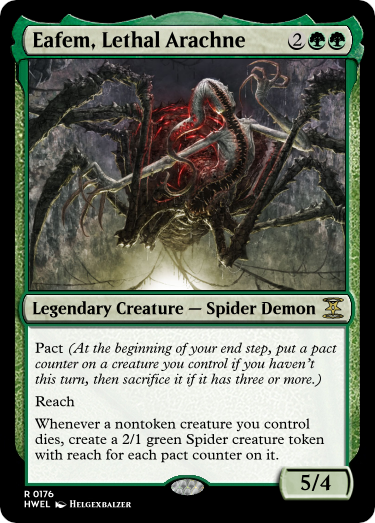 Eafem, Lethal Arachne 2
Legendary Creature — Spider Demon
Pact (At the beginning of your end step, put a pact
counter on a creature you control if you haven't
this turn, then sacrifice it if it has three or more.)
Reach
Whenever a nontoken creature you control
dies, create a 2/1 green Spider creature token
with reach for each pact counter on it.
5/4
R 0176
HWEL HELGEXBALZER